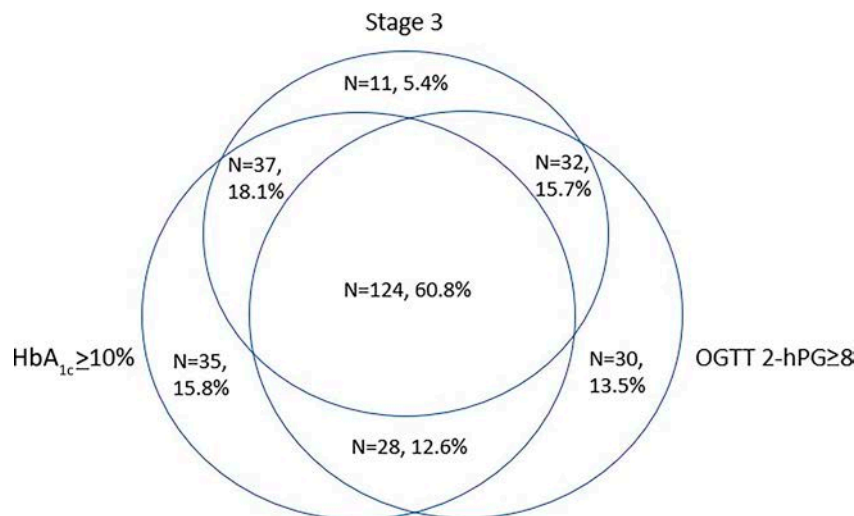 Stage 3
N=11, 5.4%
N=37,
18.1%
N=32,
15.7%
N=124, 60.8%
HbA1c≥10%
N=35,
15.8%
N=30,
13.5%
OGTT 2-hPG≥8
N=28, 12.6%